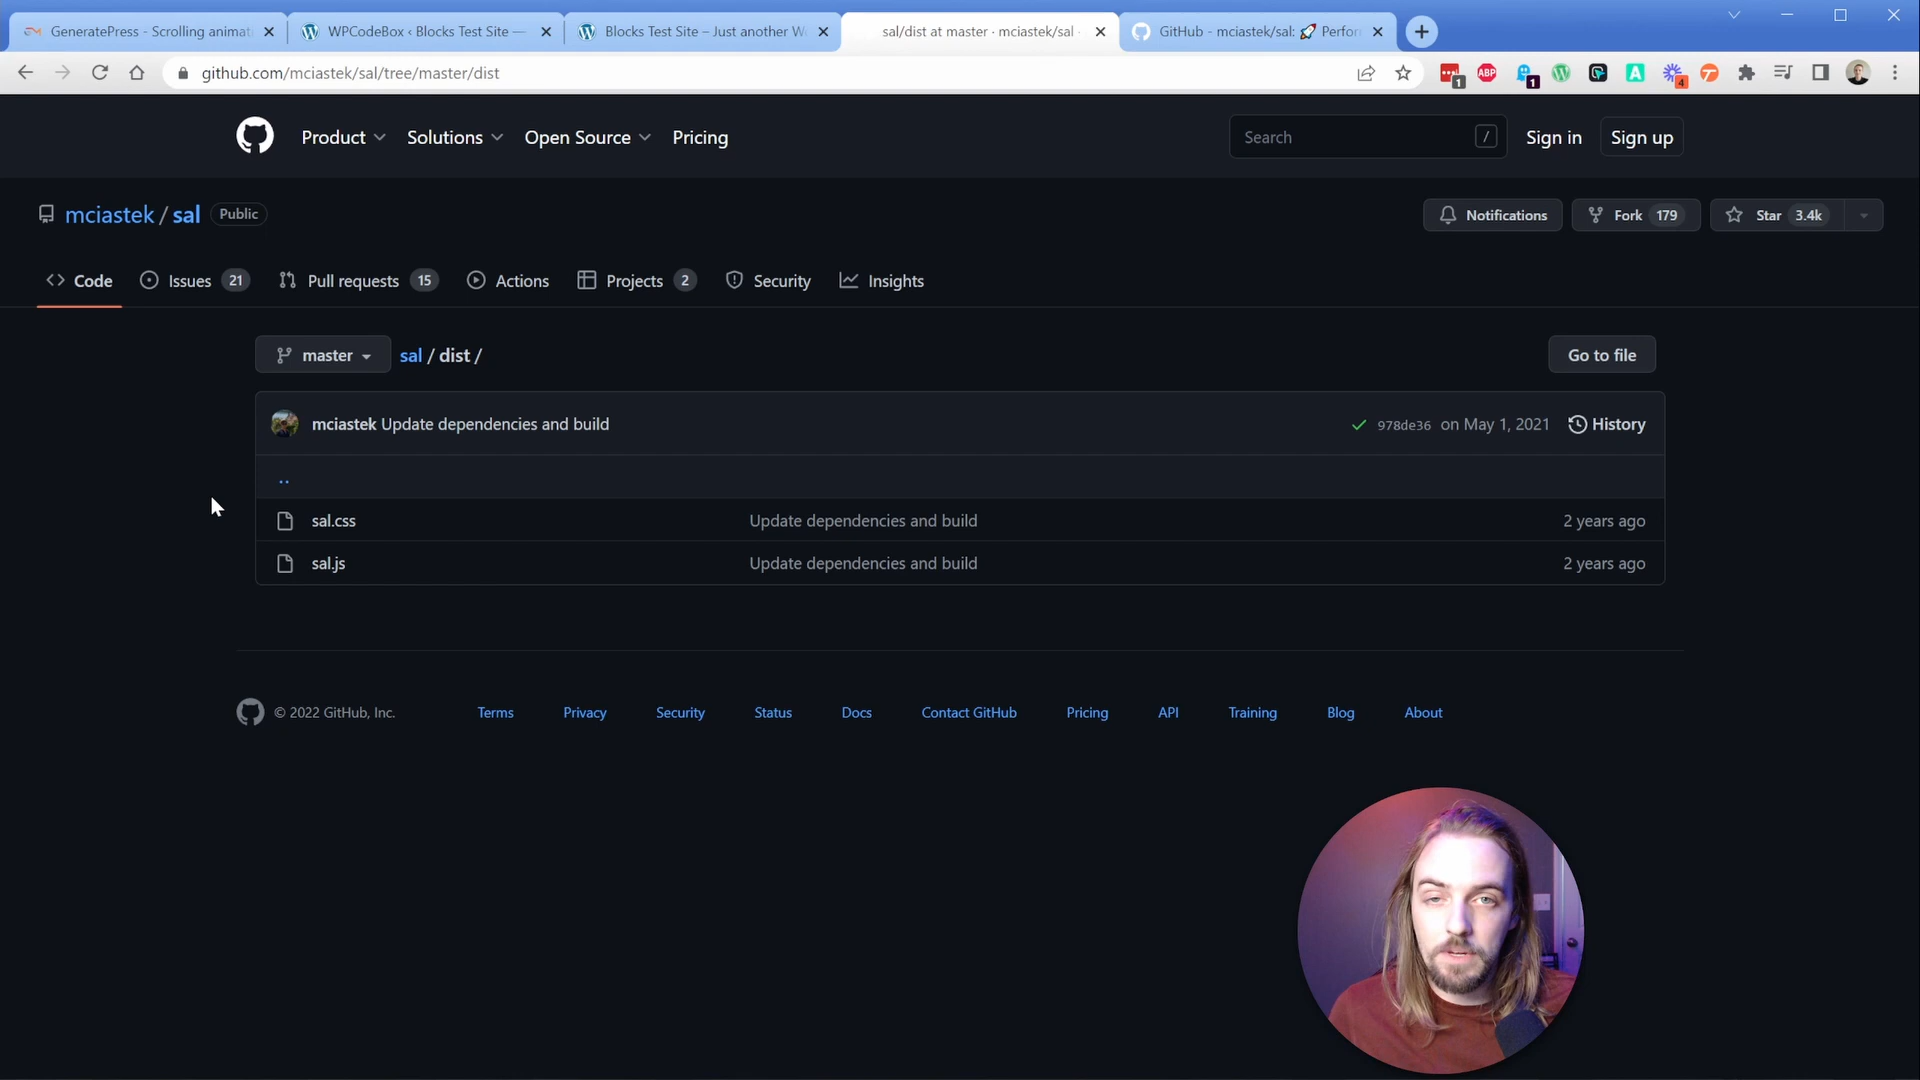 GeneratePress - Scrolling animat
WPCodeBox ‹ Blocks Test Site —
Blocks Test Site – Just another W
sal/dist at master · mciastek/sal ·
GitHub - mciastek/sal: 🚀 Perfor
github.com/mciastek/sal/tree/master/dist
1
ABP
1
A
4
Product
Solutions
Open Source
Pricing
Search
/
Sign in
Sign up
mciastek / sal
Public
Notifications
Fork 179
Star 3.4k
Code
Issues 21
Pull requests 15
Actions
Projects 2
Security
Insights
master
sal / dist /
Go to file
mciastek Update dependencies and build
978de36 on May 1, 2021
History
..
sal.css
Update dependencies and build
2 years ago
sal.js
Update dependencies and build
2 years ago
© 2022 GitHub, Inc.
Terms
Privacy
Security
Status
Docs
Contact GitHub
Pricing
API
Training
Blog
About